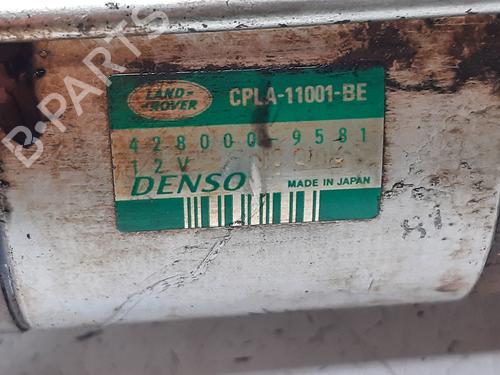 B-PARTS
LAND-
ROVER
CPLA-11001-BE
428000-9581
12V
DENSO
MADE IN JAPAN